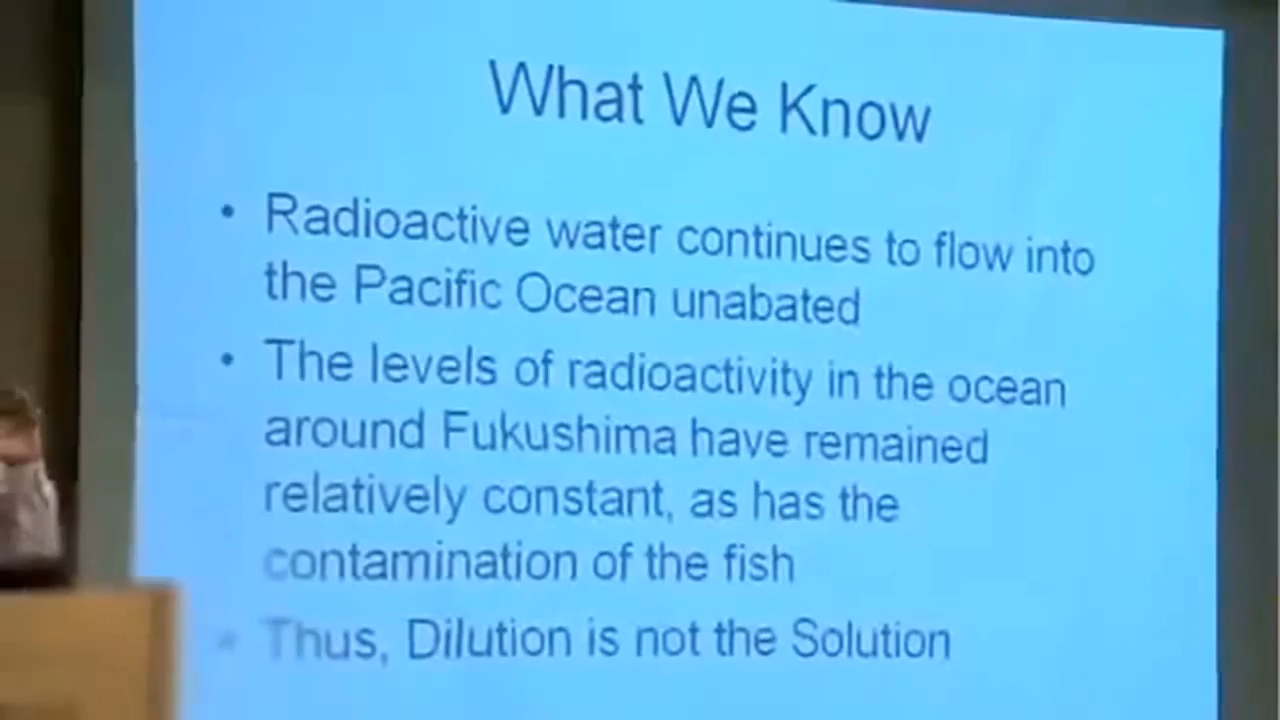 What We Know
• Radioactive water continues to flow into
the Pacific Ocean unabated
• The levels of radioactivity in the ocean
around Fukushima have remained
relatively constant, as has the
contamination of the fish
• Thus, Dilution is not the Solution